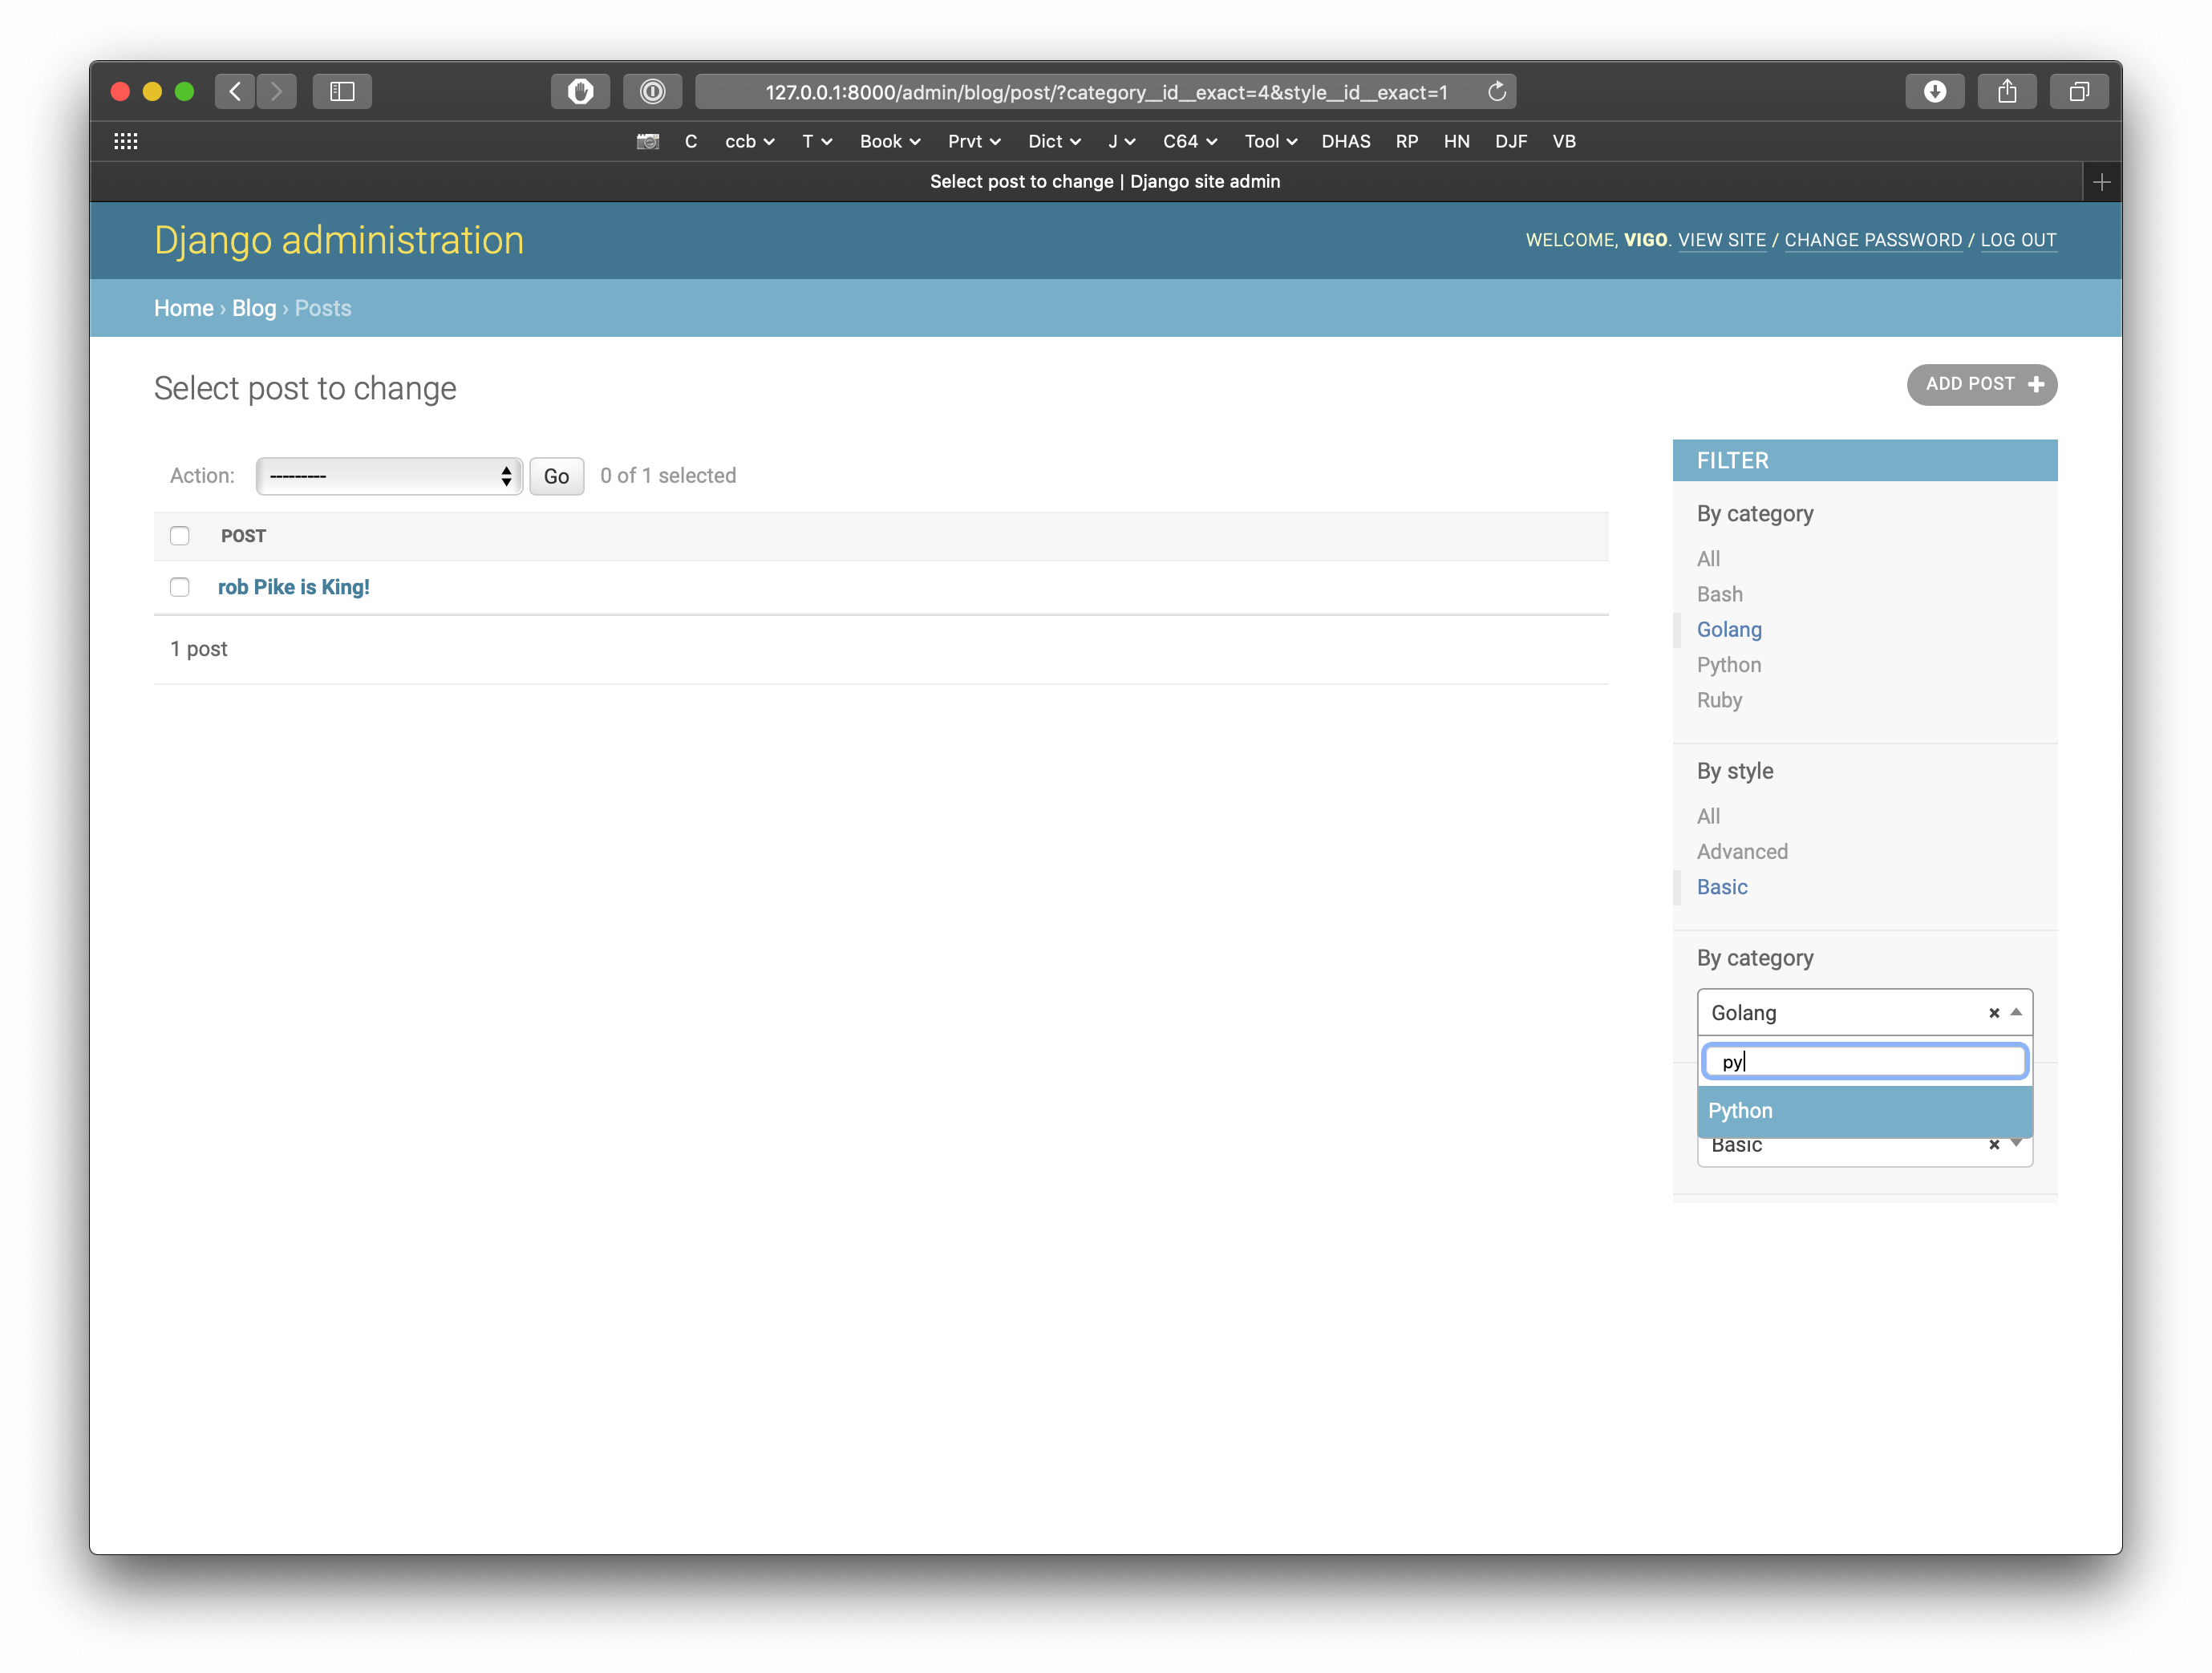 127.0.0.1:8000/admin/blog/post/?category__id__exact=4&style__id__exact=1
C ccb T Book Prvt Dict J C64 Tool DHAS RP HN DJF VB
Select post to change | Django site admin
Django administration
WELCOME, VIGO. VIEW SITE / CHANGE PASSWORD / LOG OUT
Home › Blog › Posts
Select post to change
ADD POST +
Action: --------- Go 0 of 1 selected
POST
rob Pike is King!
1 post
FILTER
By category
All
Bash
Golang
Python
Ruby
By style
All
Advanced
Basic
By category
Golang ×
py
Python
Basic ×